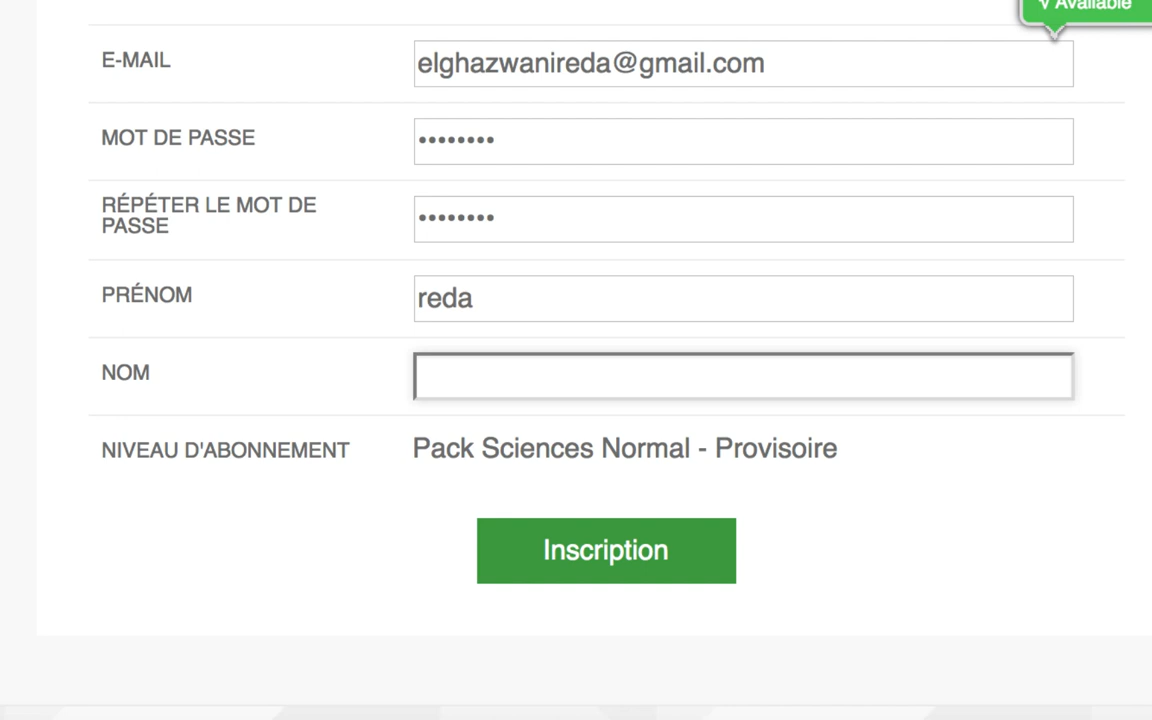 √ Available
E-MAIL elghazwanireda@gmail.com
MOT DE PASSE ••••••••
RÉPÉTER LE MOT DE
PASSE ••••••••
PRÉNOM reda
NOM
NIVEAU D'ABONNEMENT Pack Sciences Normal - Provisoire
Inscription